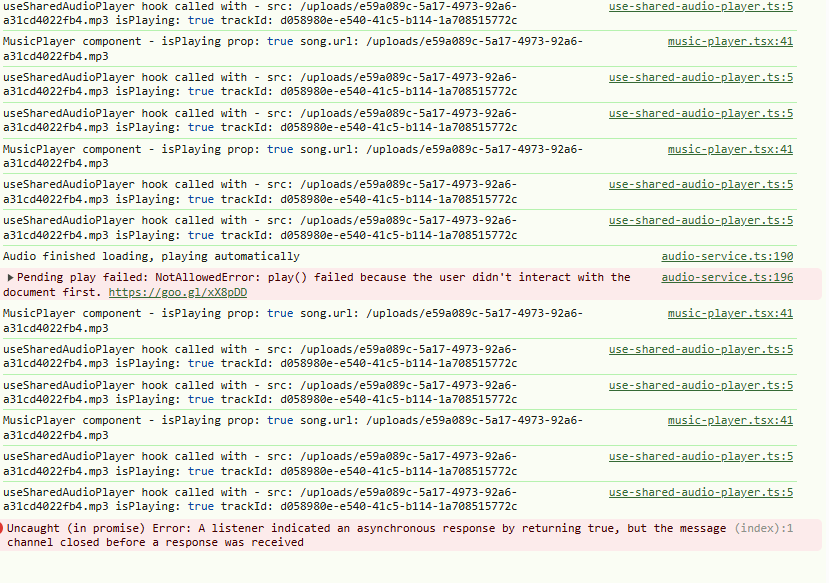 useSharedAudioPlayer hook called with - src: /uploads/e59a089c-5a17-4973-92a6- use-shared-audio-player.ts:5
a31cd4022fb4.mp3 isPlaying: true trackId: d058980e-e540-41c5-b114-1a708515772c
MusicPlayer component - isPlaying prop: true song.url: /uploads/e59a089c-5a17-4973-92a6- music-player.tsx:41
a31cd4022fb4.mp3
useSharedAudioPlayer hook called with - src: /uploads/e59a089c-5a17-4973-92a6- use-shared-audio-player.ts:5
a31cd4022fb4.mp3 isPlaying: true trackId: d058980e-e540-41c5-b114-1a708515772c
useSharedAudioPlayer hook called with - src: /uploads/e59a089c-5a17-4973-92a6- use-shared-audio-player.ts:5
a31cd4022fb4.mp3 isPlaying: true trackId: d058980e-e540-41c5-b114-1a708515772c
MusicPlayer component - isPlaying prop: true song.url: /uploads/e59a089c-5a17-4973-92a6- music-player.tsx:41
a31cd4022fb4.mp3
useSharedAudioPlayer hook called with - src: /uploads/e59a089c-5a17-4973-92a6- use-shared-audio-player.ts:5
a31cd4022fb4.mp3 isPlaying: true trackId: d058980e-e540-41c5-b114-1a708515772c
useSharedAudioPlayer hook called with - src: /uploads/e59a089c-5a17-4973-92a6- use-shared-audio-player.ts:5
a31cd4022fb4.mp3 isPlaying: true trackId: d058980e-e540-41c5-b114-1a708515772c
Audio finished loading, playing automatically audio-service.ts:190
Pending play failed: NotAllowedError: play() failed because the user didn't interact with the audio-service.ts:196
document first. https://goo.gl/xX8pDD
MusicPlayer component - isPlaying prop: true song.url: /uploads/e59a089c-5a17-4973-92a6- music-player.tsx:41
a31cd4022fb4.mp3
useSharedAudioPlayer hook called with - src: /uploads/e59a089c-5a17-4973-92a6- use-shared-audio-player.ts:5
a31cd4022fb4.mp3 isPlaying: true trackId: d058980e-e540-41c5-b114-1a708515772c
useSharedAudioPlayer hook called with - src: /uploads/e59a089c-5a17-4973-92a6- use-shared-audio-player.ts:5
a31cd4022fb4.mp3 isPlaying: true trackId: d058980e-e540-41c5-b114-1a708515772c
MusicPlayer component - isPlaying prop: true song.url: /uploads/e59a089c-5a17-4973-92a6- music-player.tsx:41
a31cd4022fb4.mp3
useSharedAudioPlayer hook called with - src: /uploads/e59a089c-5a17-4973-92a6- use-shared-audio-player.ts:5
a31cd4022fb4.mp3 isPlaying: true trackId: d058980e-e540-41c5-b114-1a708515772c
useSharedAudioPlayer hook called with - src: /uploads/e59a089c-5a17-4973-92a6- use-shared-audio-player.ts:5
a31cd4022fb4.mp3 isPlaying: true trackId: d058980e-e540-41c5-b114-1a708515772c
Uncaught (in promise) Error: A listener indicated an asynchronous response by returning true, but the message (index):1
channel closed before a response was received